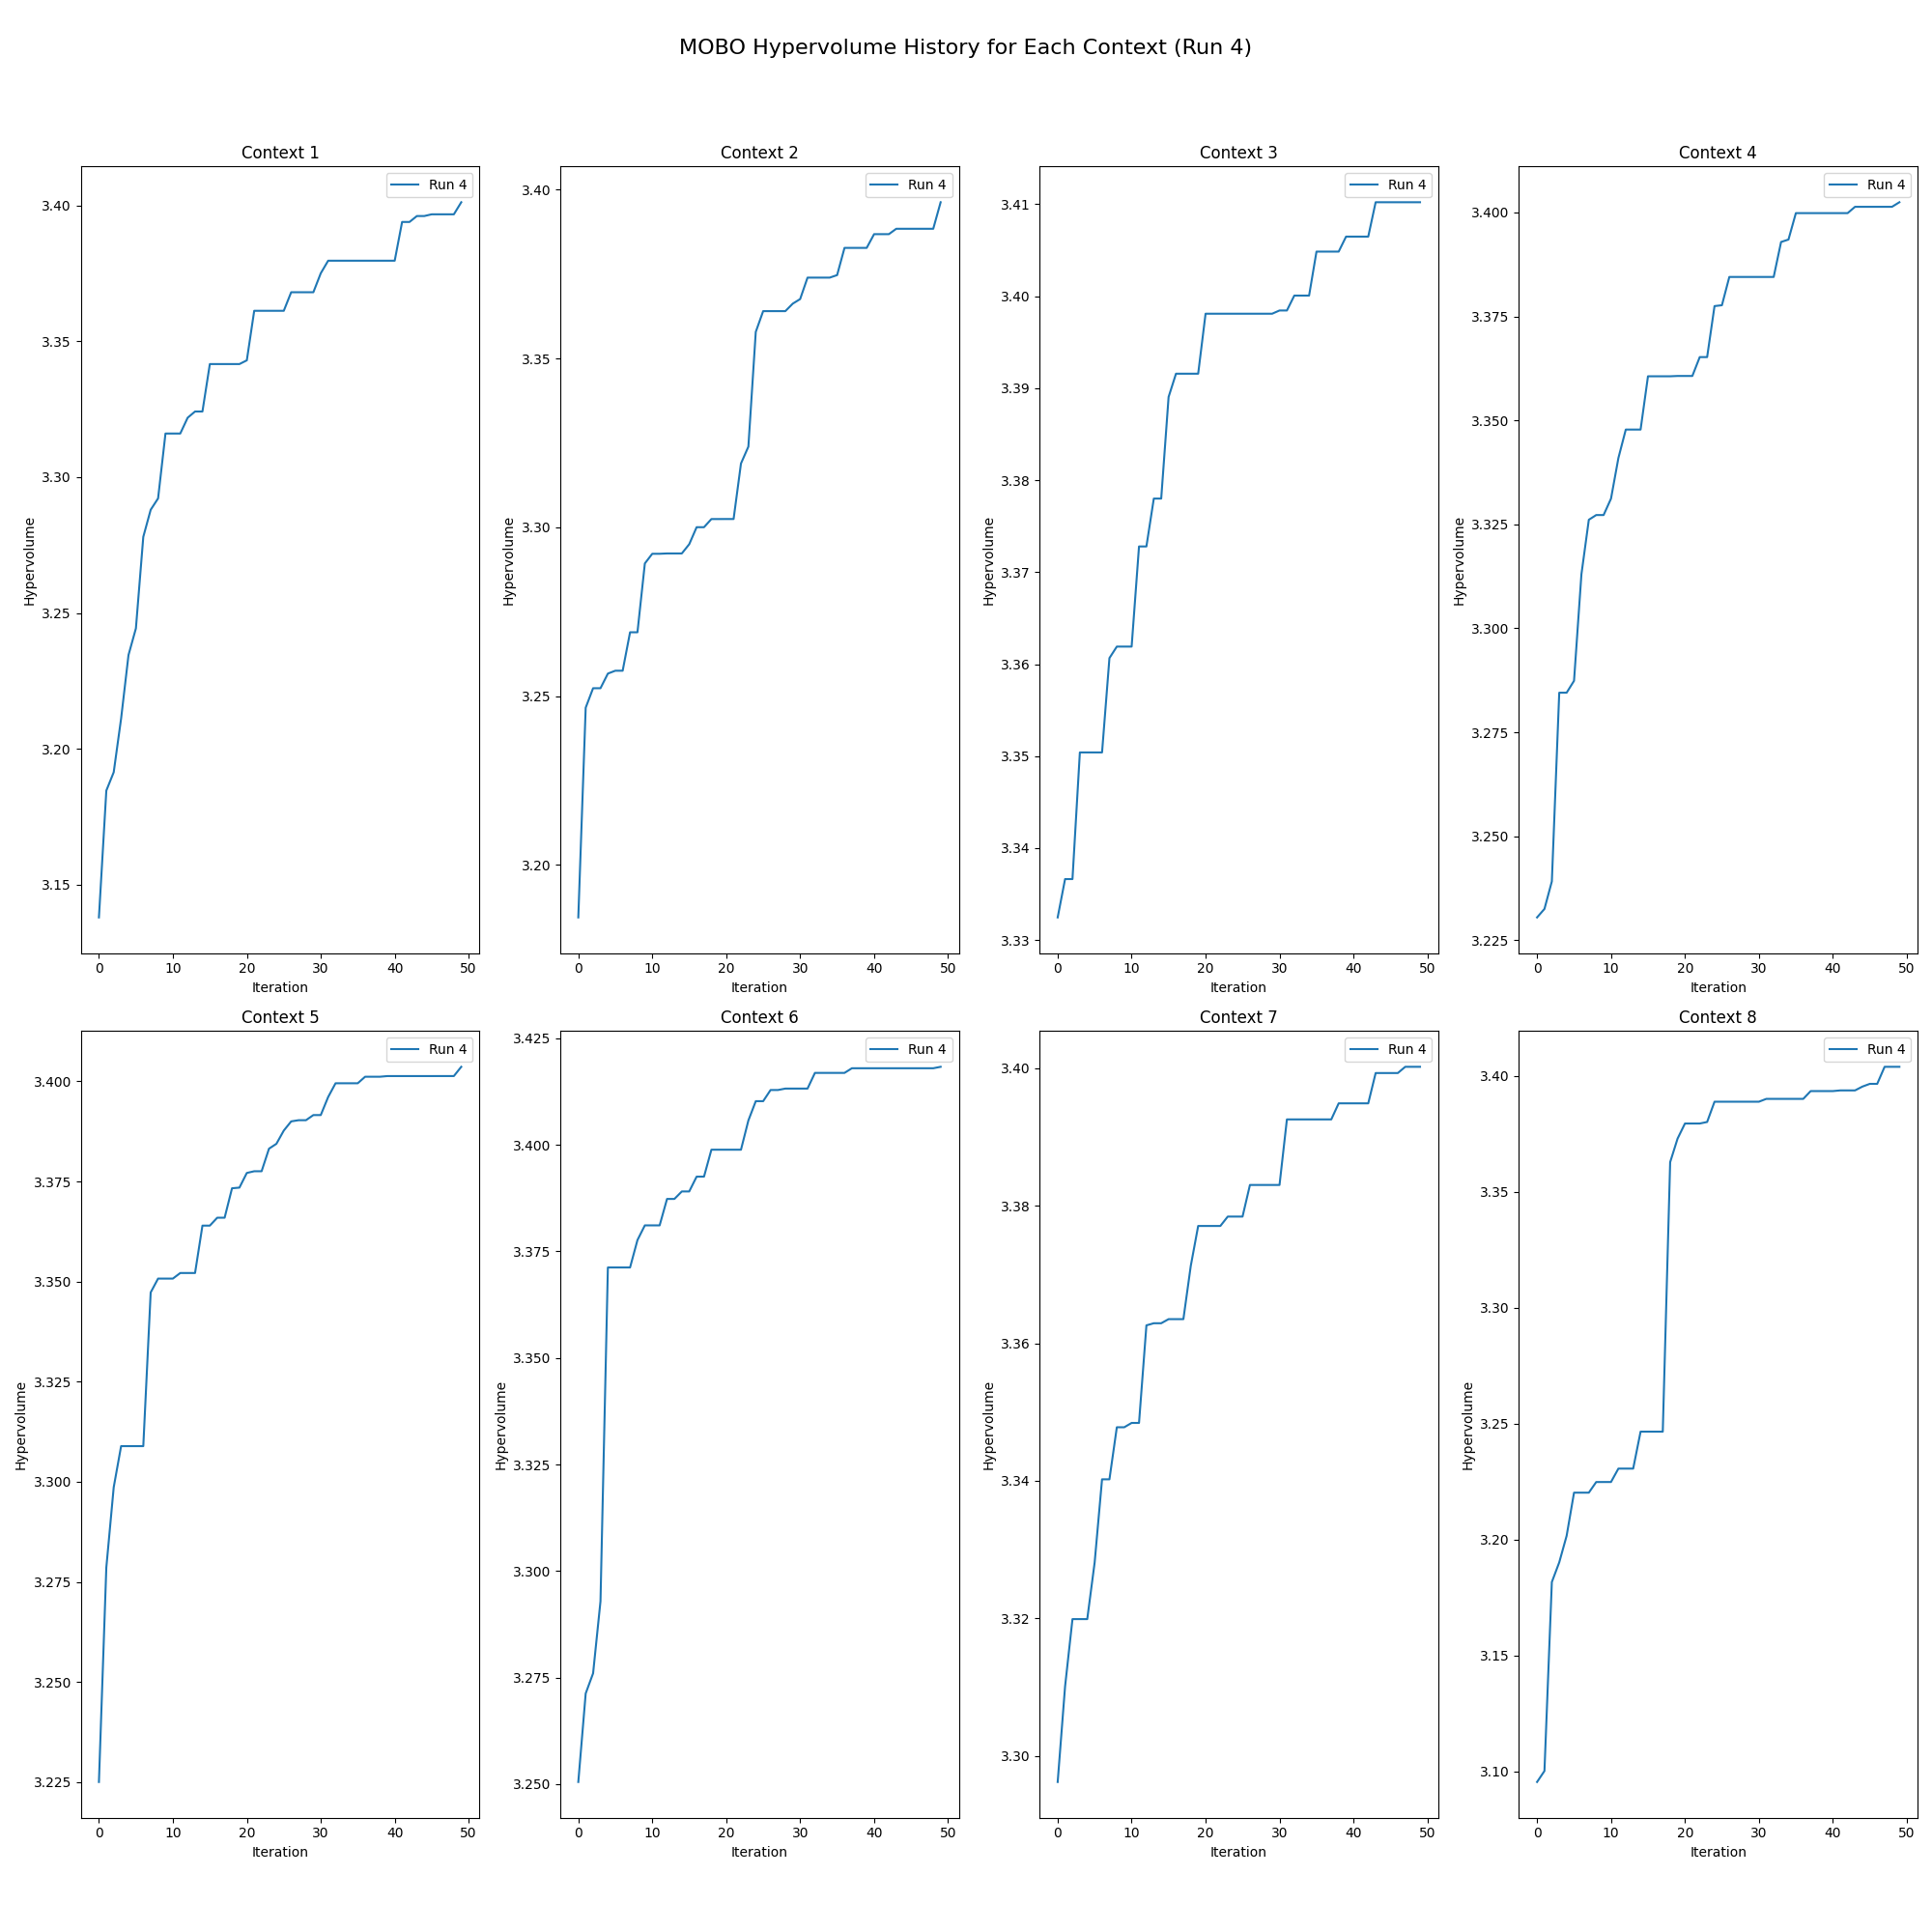 MOBO Hypervolume History for Each Context (Run 4)
Context 1
Run 4
3.40
3.35
3.30
3.25
3.20
3.15
Hypervolume
0 10 20 30 40 50
Iteration
Context 2
Run 4
3.40
3.35
3.30
3.25
3.20
Hypervolume
0 10 20 30 40 50
Iteration
Context 3
Run 4
3.41
3.40
3.39
3.38
3.37
3.36
3.35
3.34
3.33
Hypervolume
0 10 20 30 40 50
Iteration
Context 4
Run 4
3.400
3.375
3.350
3.325
3.300
3.275
3.250
3.225
Hypervolume
0 10 20 30 40 50
Iteration
Context 5
Run 4
3.400
3.375
3.350
3.325
3.300
3.275
3.250
3.225
Hypervolume
0 10 20 30 40 50
Iteration
Context 6
Run 4
3.425
3.400
3.375
3.350
3.325
3.300
3.275
3.250
Hypervolume
0 10 20 30 40 50
Iteration
Context 7
Run 4
3.40
3.38
3.36
3.34
3.32
3.30
Hypervolume
0 10 20 30 40 50
Iteration
Context 8
Run 4
3.40
3.35
3.30
3.25
3.20
3.15
3.10
Hypervolume
0 10 20 30 40 50
Iteration